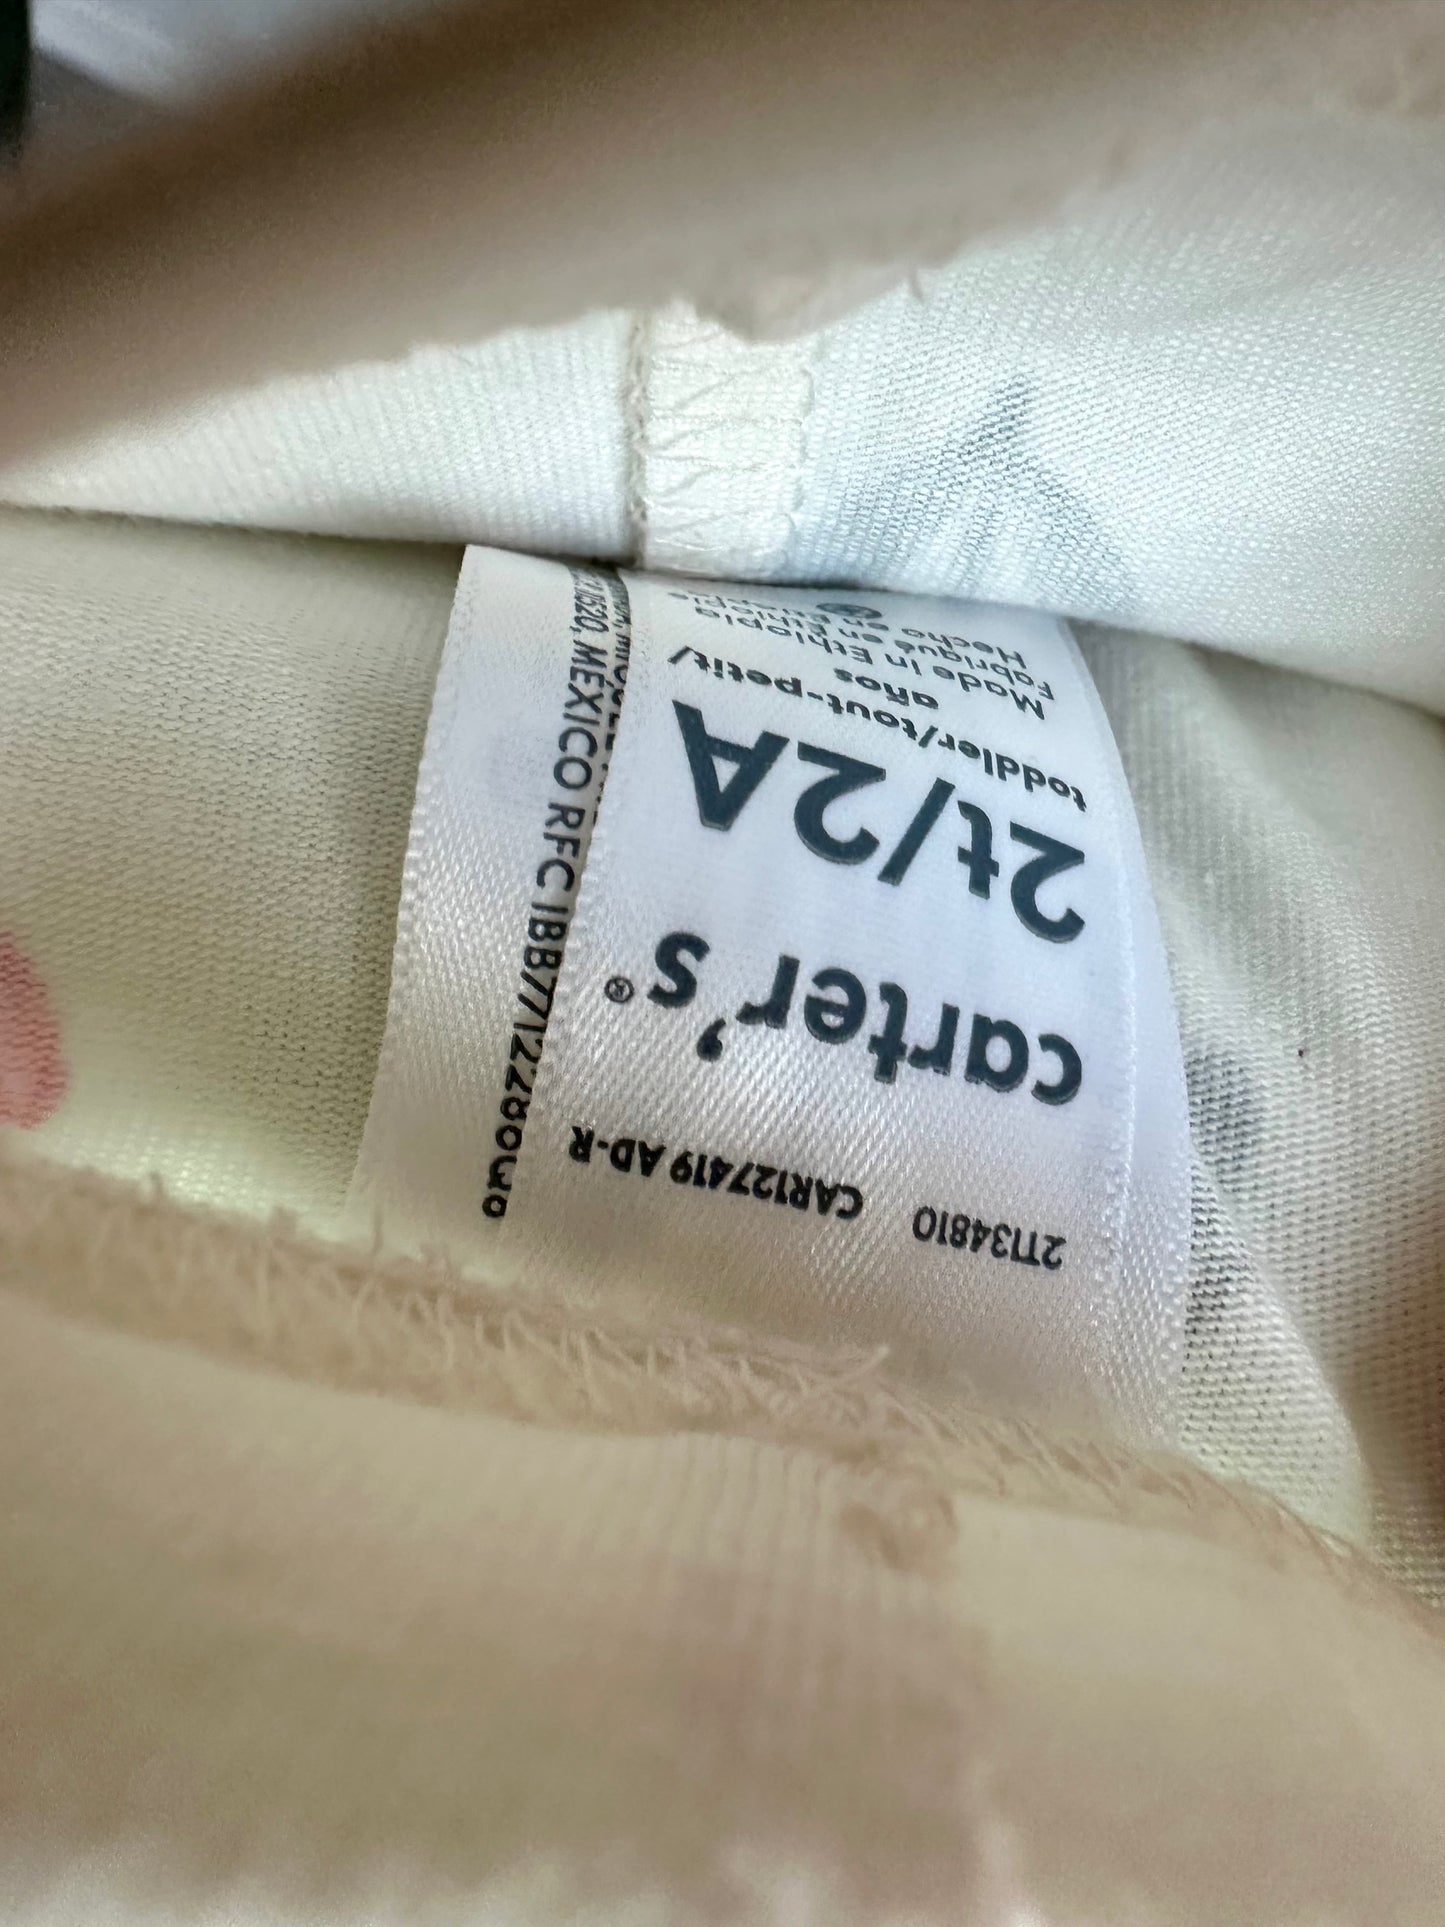 21134810
CAR127419 AD-R
carter's®
2t/2A
toddler/tout-petit/
años
Made in Ethiopia
Fabriqué en Éthiopie
Hecho en Etiopía
MEXICO RFC IBB771228